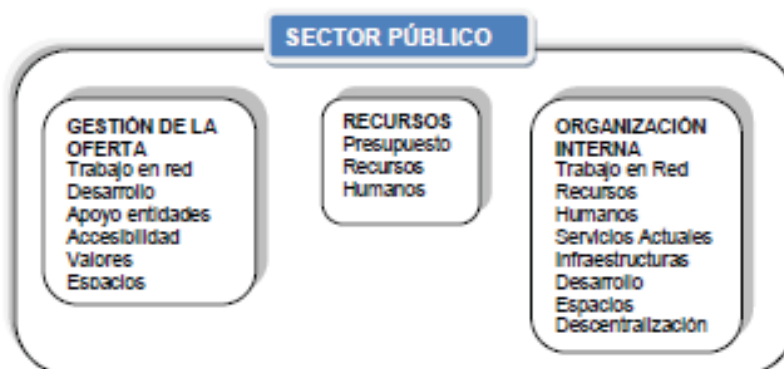 SECTOR PÚBLICO
GESTIÓN DE LA
OFERTA
Trabajo en red
Desarrollo
Apoyo entidades
Accesibilidad
Valores
Espacios
RECURSOS
Presupuesto
Recursos
Humanos
ORGANIZACIÓN
INTERNA
Trabajo en Red
Recursos
Humanos
Servicios Actuales
Infraestructuras
Desarrollo
Espacios
Descentralización